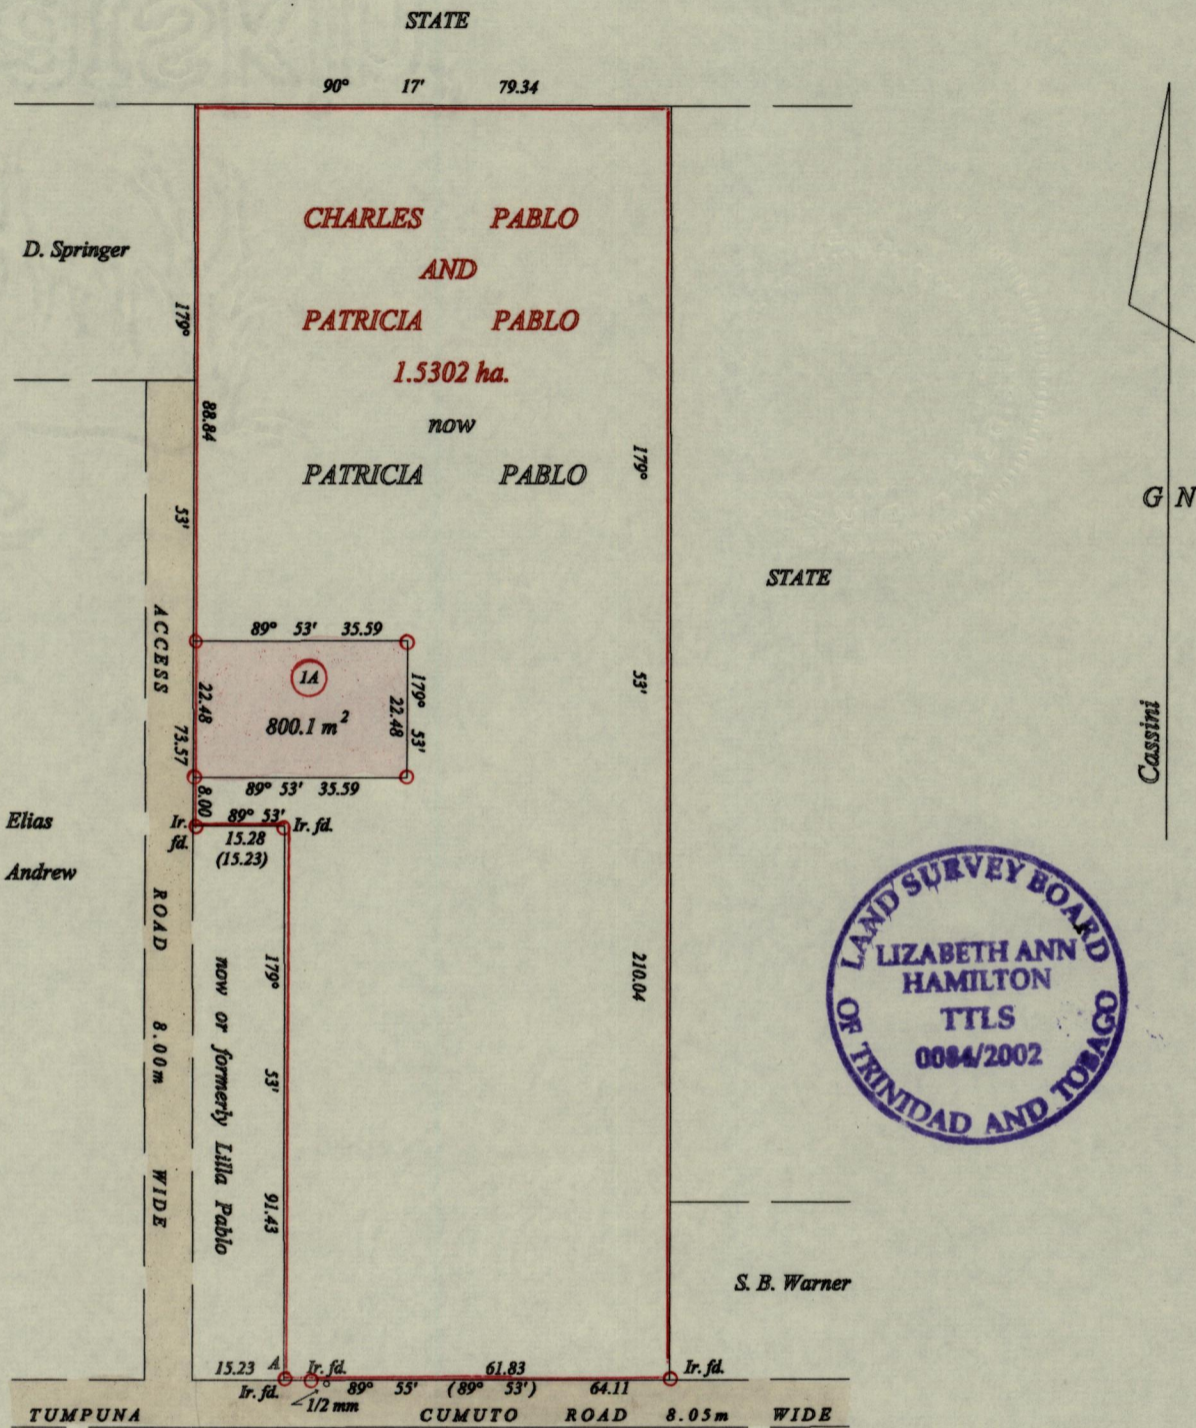 STATE
90° 17' 79.34
D. Springer
CHARLES PABLO
AND
PATRICIA PABLO
1.5302 ha.
now
PATRICIA PABLO
179° 88.84 53'
179° 53' 210.04
G N
Cassini
STATE
89° 53' 35.59
1A
800.1 m²
22.48
73.57
179° 53'
22.48
89° 53' 35.59
8.00
89° 53'
15.28
(15.23)
Ir. fd.
Ir. fd.
Elias
Andrew
ACCESS ROAD 8.00m WIDE
now or formerly Lilla Pablo
179° 53' 91.43
LAND SURVEY BOARD
LIZABETH ANN
HAMILTON
TTLS
0084/2002
OF TRINIDAD AND TOBAGO
S. B. Warner
15.23 A Ir. fd. 61.83 Ir. fd.
Ir. fd. 89° 55' (89° 53') 64.11
1/2 mm
TUMPUNA CUMUTO ROAD 8.05m WIDE